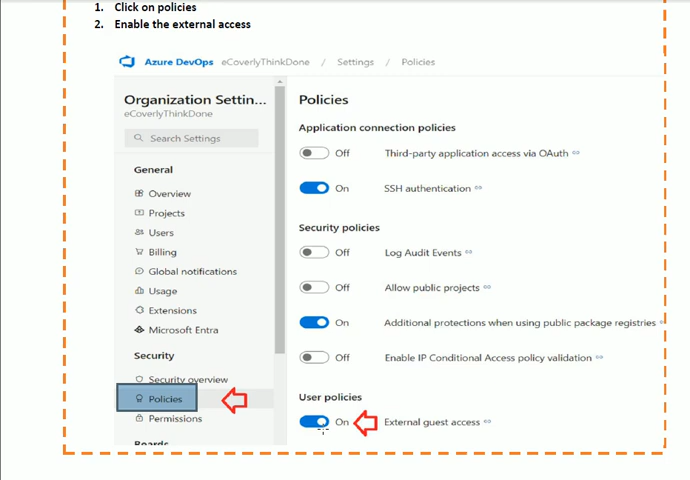 1. Click on policies
2. Enable the external access
Azure DevOps eCoverlyThinkDone / Settings / Policies
Organization Settin...
eCoverlyThinkDone
Search Settings
General
Overview
Projects
Users
Billing
Global notifications
Usage
Extensions
Microsoft Entra
Security
Security overview
Policies
Permissions
Boards
Policies
Application connection policies
Off Third-party application access via OAuth
On SSH authentication
Security policies
Off Log Audit Events
Off Allow public projects
On Additional protections when using public package registries
Off Enable IP Conditional Access policy validation
User policies
On External guest access